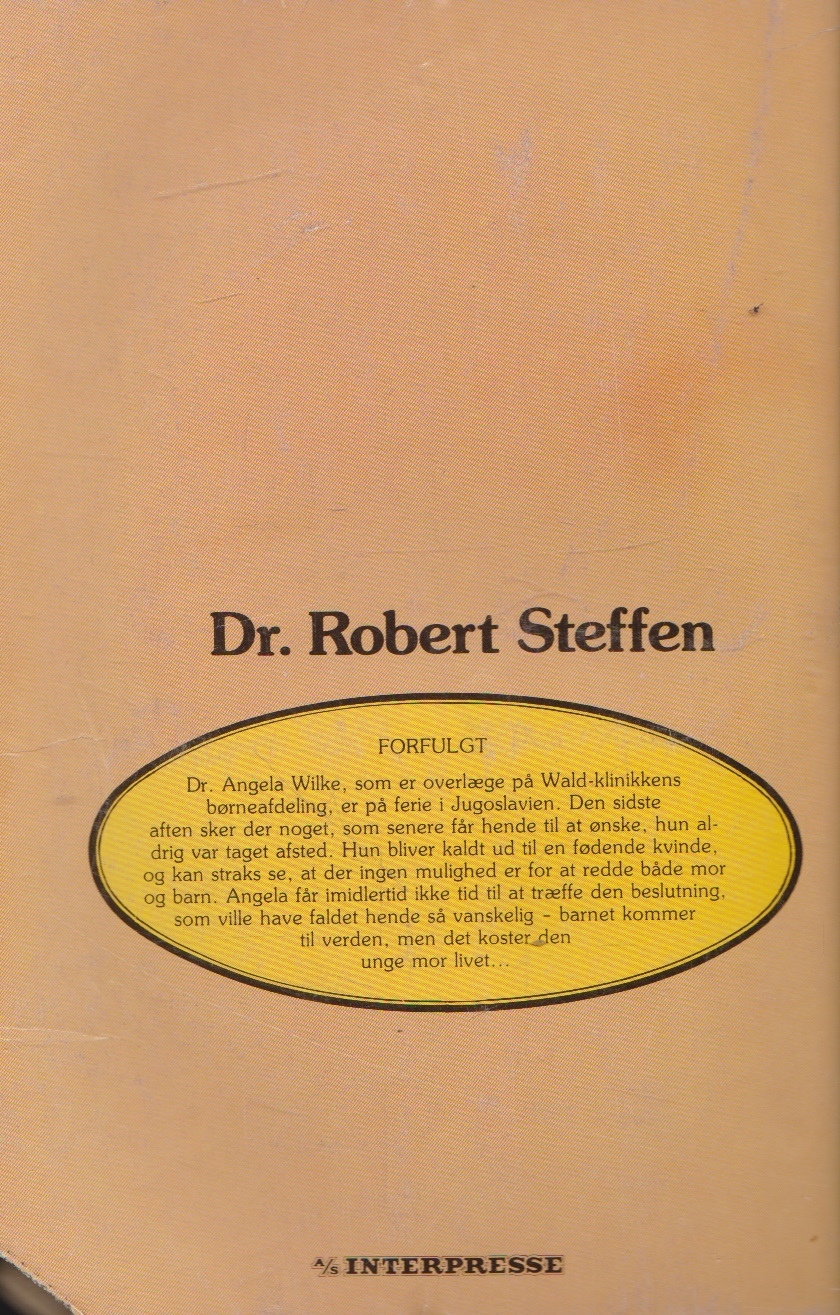 Dr. Robert Steffen
FORFULGT
Dr. Angela Wilke, som er overlæge på Wald-klinikkens
børneafdeling, er på ferie i Jugoslavien. Den sidste
aften sker der noget, som senere får hende til at ønske, hun al-
drig var taget afsted. Hun bliver kaldt ud til en fødende kvinde,
og kan straks se, at der ingen mulighed er for at redde både mor
og barn. Angela får imidlertid ikke tid til at træffe den beslutning,
som ville have faldet hende så vanskelig - barnet kommer
til verden, men det koster den
unge mor livet...
A/S INTERPRESSE